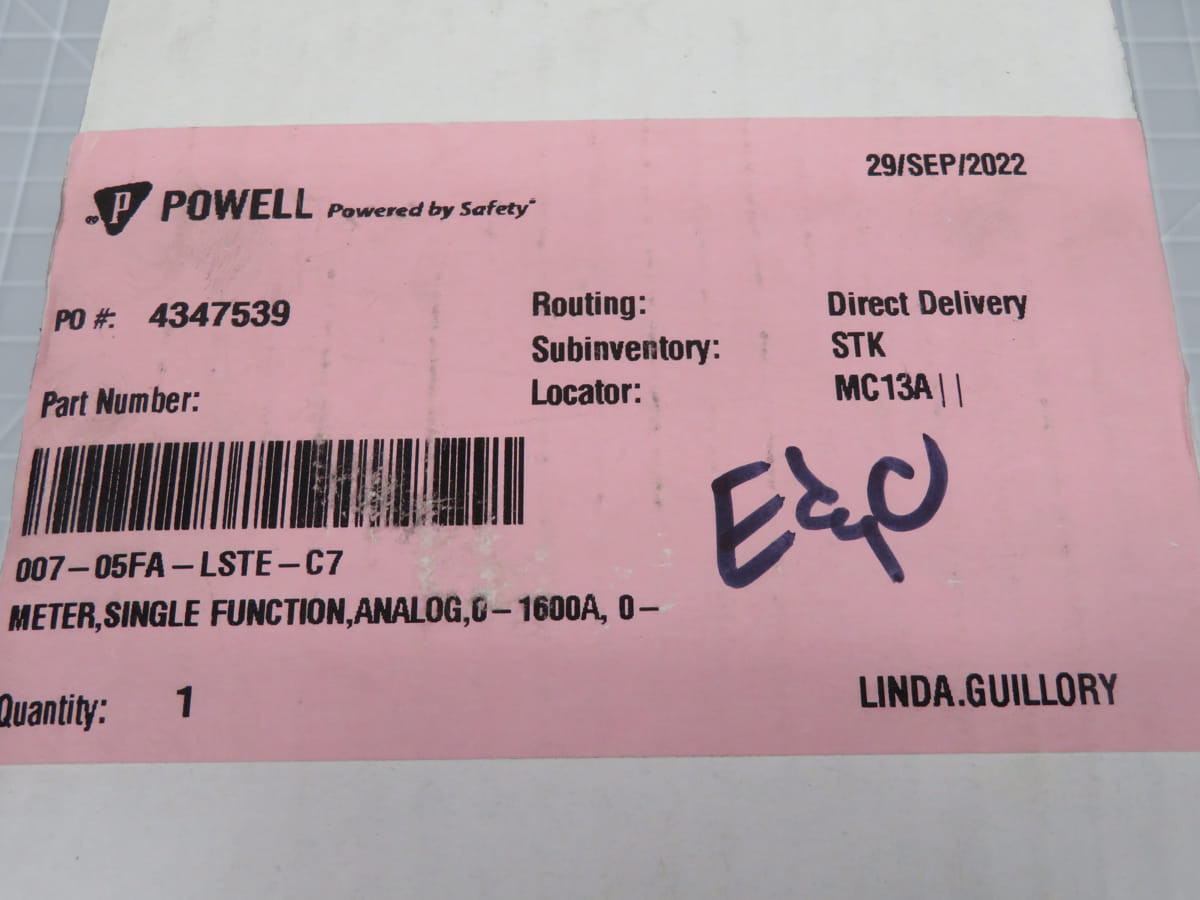 29/SEP/2022
® P POWELL Powered by Safety®
PO #: 4347539
Routing: Direct Delivery
Subinventory: STK
Locator: MC13A||
Part Number:
007-05FA-LSTE-C7
METER,SINGLE FUNCTION,ANALOG,0-1600A, 0-
Quantity: 1
LINDA.GUILLORY